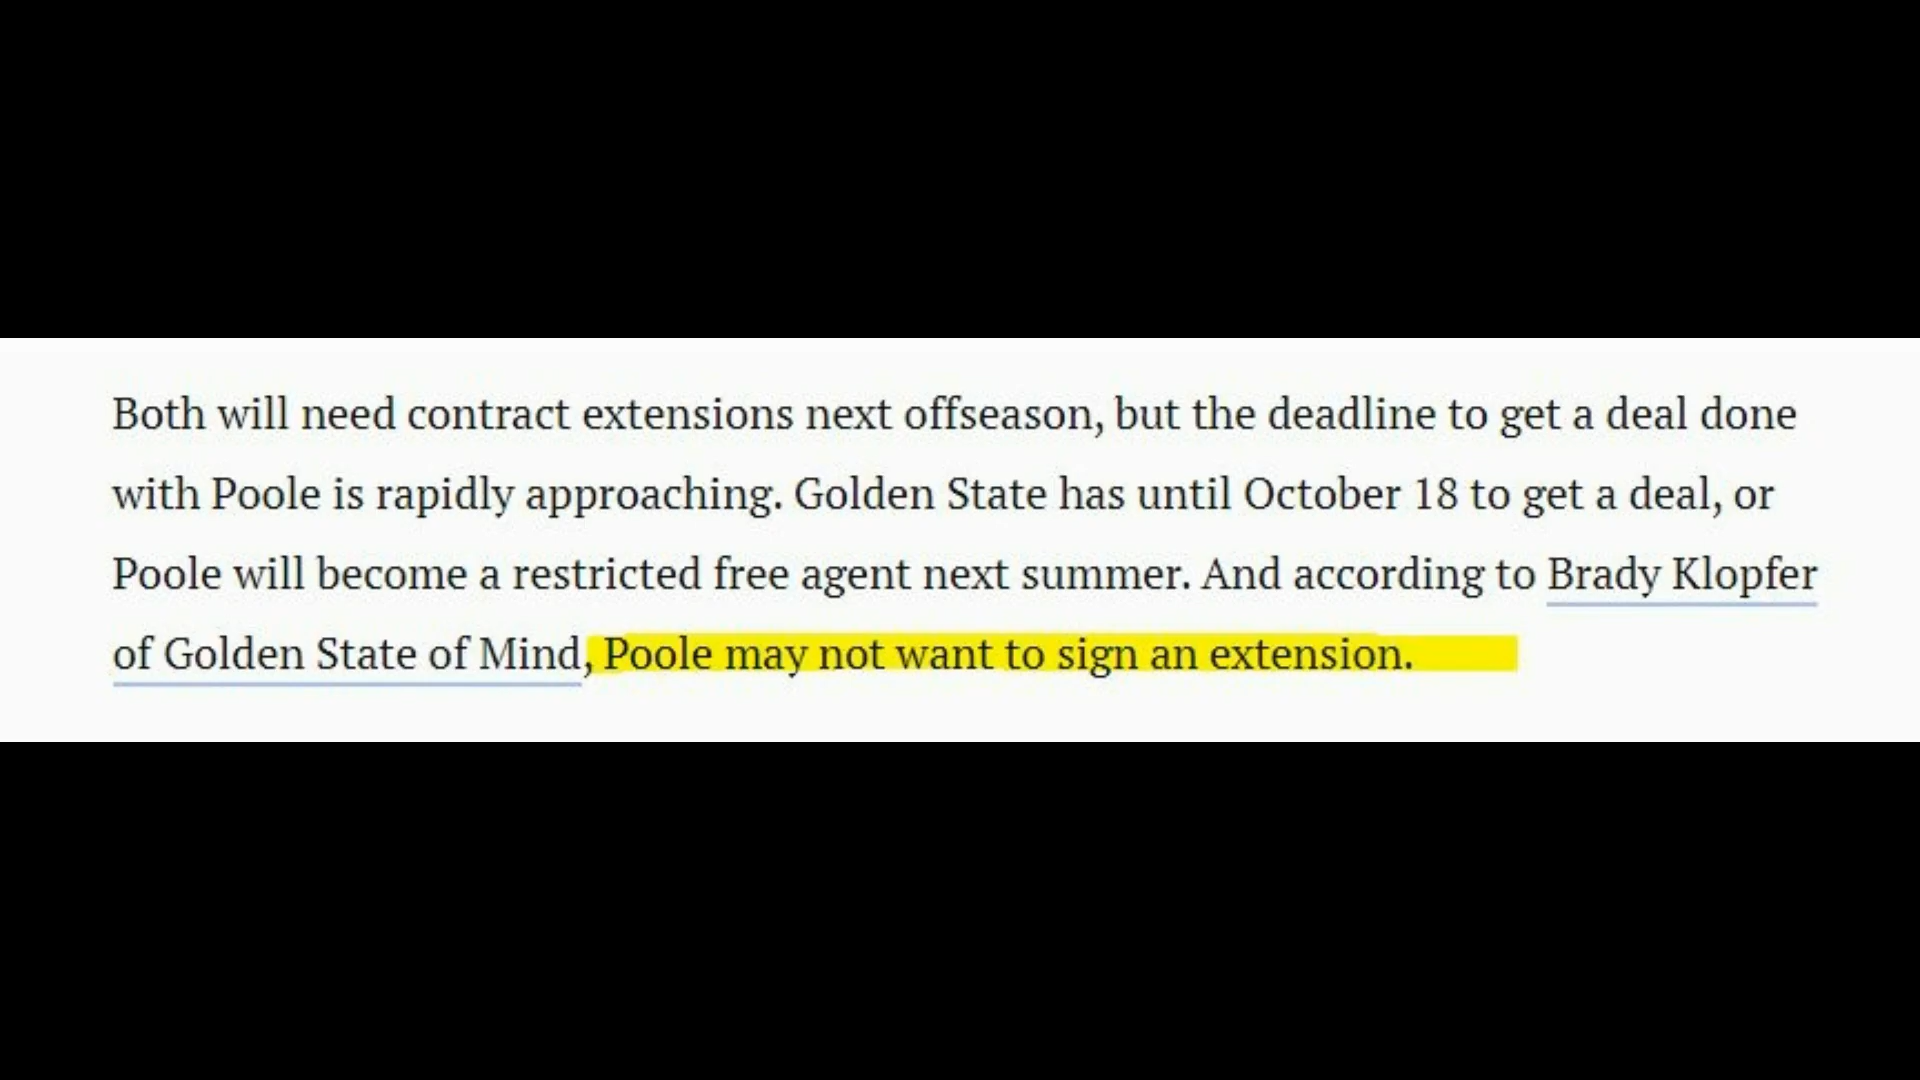 Both will need contract extensions next offseason, but the deadline to get a deal done
with Poole is rapidly approaching. Golden State has until October 18 to get a deal, or
Poole will become a restricted free agent next summer. And according to Brady Klopfer
of Golden State of Mind, Poole may not want to sign an extension.